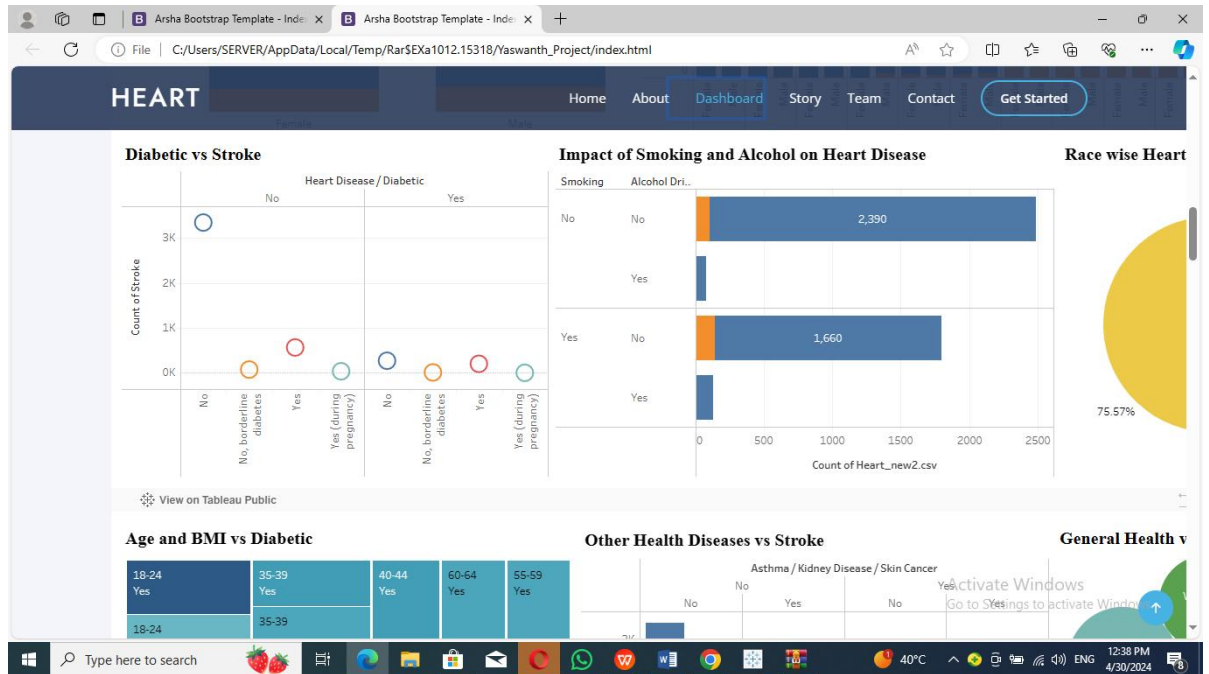 Arsha Bootstrap Template - Inde
Arsha Bootstrap Template - Inde
File
C:/Users/SERVER/AppData/Local/Temp/Rar$EXa1012.15318/Yaswanth_Project/index.html
HEART
Home
About
Dashboard
Story
Team
Contact
Get Started
Female
Male
Diabetic vs Stroke
Heart Disease / Diabetic
No
Yes
Count of Stroke
3K
2K
1K
0K
No
No, borderline
diabetes
Yes
Yes (during
pregnancy)
No
No, borderline
diabetes
Yes
Yes (during
pregnancy)
Impact of Smoking and Alcohol on Heart Disease
Smoking
Alcohol Dri..
No
No
2,390
Yes
Yes
No
1,660
Yes
0
500
1000
1500
2000
2500
Count of Heart_new2.csv
Race wise Heart
75.57%
View on Tableau Public
Age and BMI vs Diabetic
18-24
Yes
35-39
Yes
40-44
Yes
60-64
Yes
55-59
Yes
18-24
35-39
Other Health Diseases vs Stroke
Asthma / Kidney Disease / Skin Cancer
No
Yes
No
Yes
No
Yes
General Health v
Activate Windows
Go to Settings to activate Windows
Type here to search
40°C
ENG
12:38 PM
4/30/2024
8